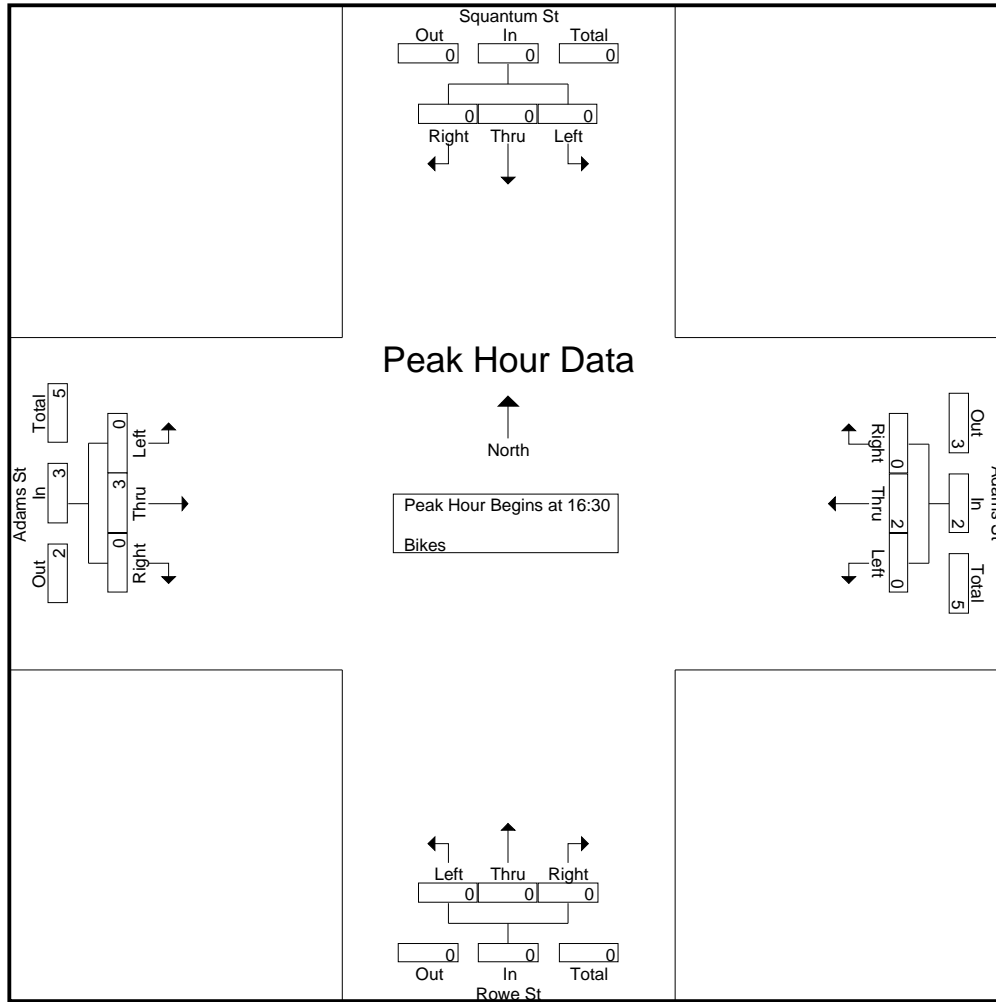 Squantum St
Out In Total
0 0 0
0 0 0
Right Thru Left
Peak Hour Data
North
Peak Hour Begins at 16:30
Bikes
Adams St
Total In Out
5 3 2
0 3 0
Left Thru Right
Right Thru Left
0 2 0
Out In Total
3 2 5
Adams St
Left Thru Right
0 0 0
0 0 0
Out In Total
Rowe St